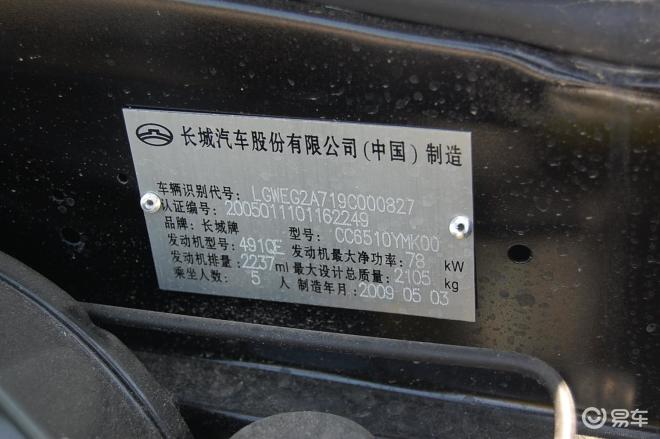 长城汽车股份有限公司(中国)制造
车辆识别代号: LGWEG2A719C000827
认证编号: 2005011101162249
品牌: 长城牌 型号: CC6510YMK00
发动机型号: 491QE 发动机最大净功率: 78 kW
发动机排量: 2237ml 最大设计总质量: 2105 kg
乘坐人数: 5 人 制造年月: 2009 05 03
易车